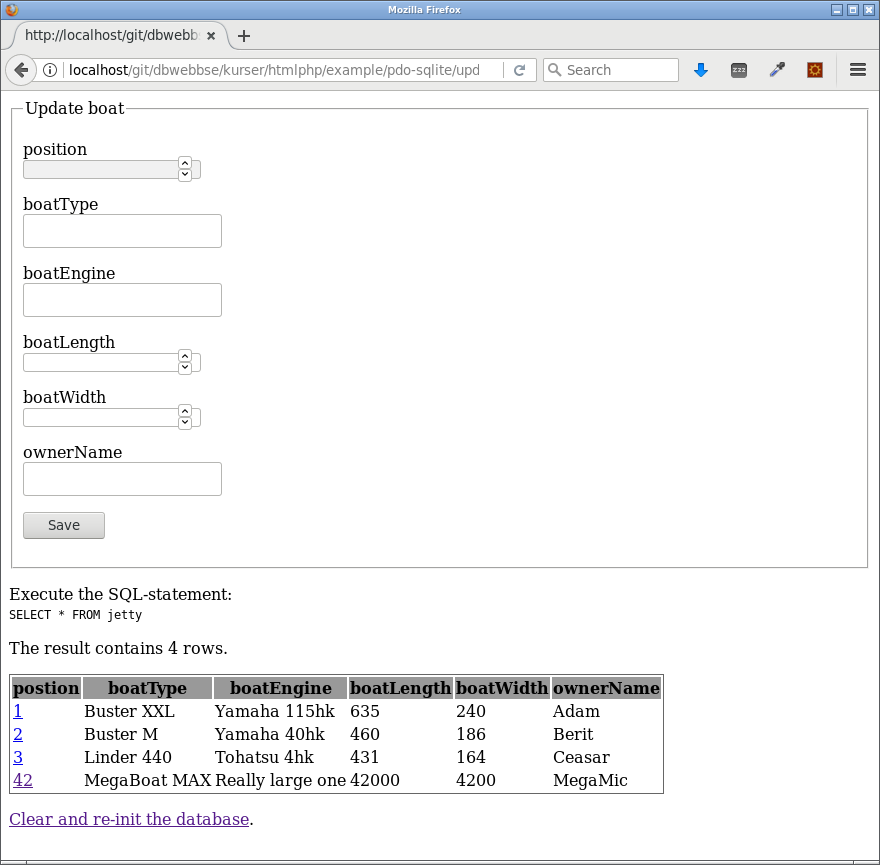 Mozilla Firefox
http://localhost/git/dbwebb
localhost/git/dbwebbse/kurser/htmlphp/example/pdo-sqlite/upd
Search
zzz
Update boat
position
boatType
boatEngine
boatLength
boatWidth
ownerName
Save
Execute the SQL-statement:
SELECT * FROM jetty
The result contains 4 rows.
postion boatType boatEngine boatLength boatWidth ownerName
1 Buster XXL Yamaha 115hk 635 240 Adam
2 Buster M Yamaha 40hk 460 186 Berit
3 Linder 440 Tohatsu 4hk 431 164 Ceasar
42 MegaBoat MAX Really large one 42000 4200 MegaMic
Clear and re-init the database.